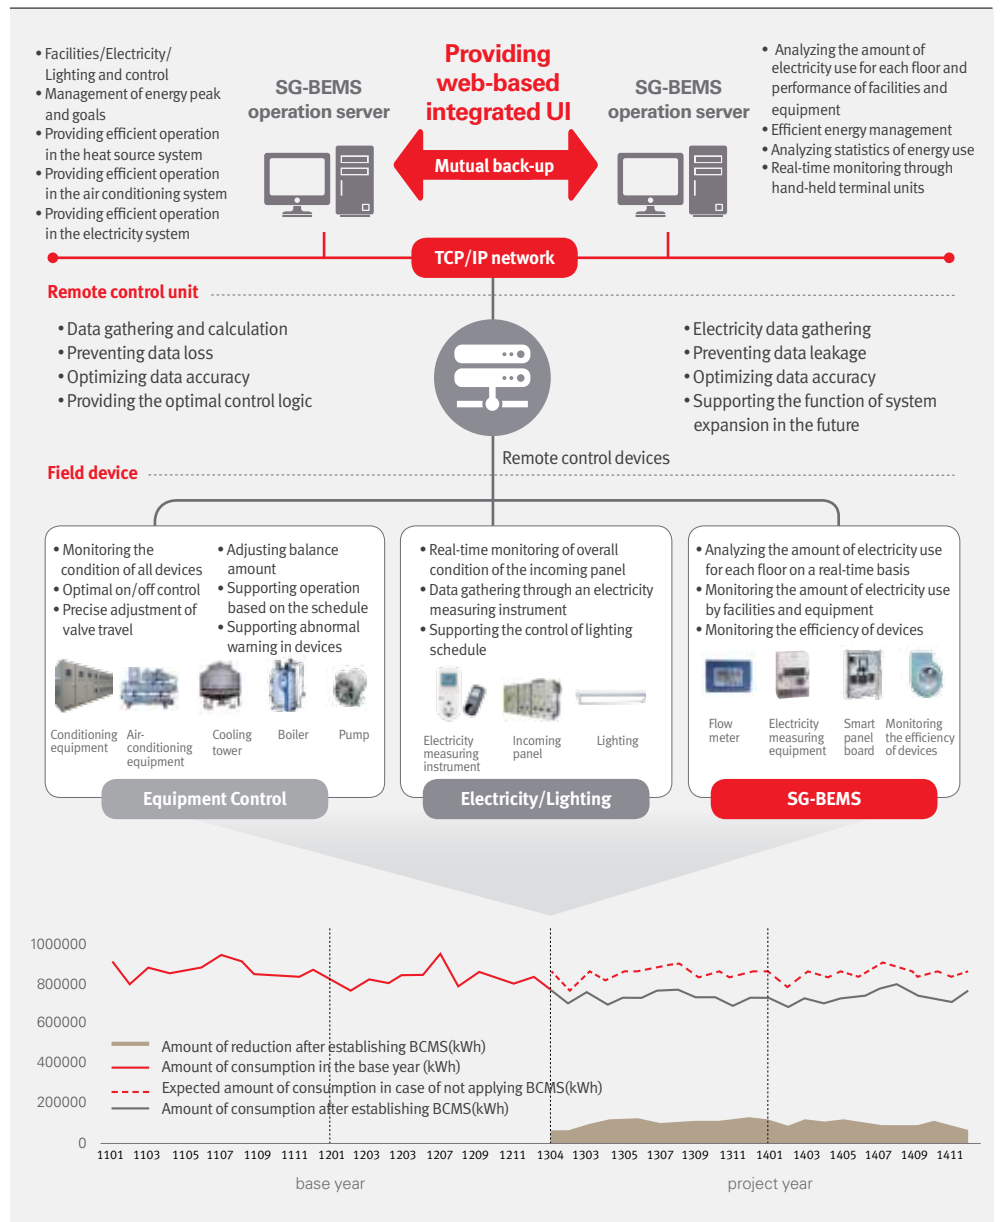 • Facilities/Electricity/
Lighting and control
• Management of energy peak
and goals
• Providing efficient operation
in the heat source system
• Providing efficient operation
in the air conditioning system
• Providing efficient operation
in the electricity system
SG-BEMS
operation server
Providing
web-based
integrated UI
Mutual back-up
SG-BEMS
operation server
• Analyzing the amount of
electricity use for each floor and
performance of facilities and
equipment
• Efficient energy management
• Analyzing statistics of energy use
• Real-time monitoring through
hand-held terminal units
TCP/IP network
Remote control unit
• Data gathering and calculation
• Preventing data loss
• Optimizing data accuracy
• Providing the optimal control logic
• Electricity data gathering
• Preventing data leakage
• Optimizing data accuracy
• Supporting the function of system
expansion in the future
Remote control devices
Field device
• Monitoring the
condition of all devices
• Optimal on/off control
• Precise adjustment of
valve travel
• Adjusting balance
amount
• Supporting operation
based on the schedule
• Supporting abnormal
warning in devices
Conditioning
equipment
Air-
conditioning
equipment
Cooling
tower
Boiler
Pump
Equipment Control
• Real-time monitoring of overall
condition of the incoming panel
• Data gathering through an electricity
measuring instrument
• Supporting the control of lighting
schedule
Electricity
measuring
instrument
Incoming
panel
Lighting
Electricity/Lighting
• Analyzing the amount of electricity use
for each floor on a real-time basis
• Monitoring the amount of electricity use
by facilities and equipment
• Monitoring the efficiency of devices
Flow
meter
Electricity
measuring
equipment
Smart
panel
board
Monitoring
the efficiency
of devices
SG-BEMS
1000000
800000
600000
400000
200000
0
Amount of reduction after establishing BCMS(kWh)
Amount of consumption in the base year (kWh)
Expected amount of consumption in case of not applying BCMS(kWh)
Amount of consumption after establishing BCMS(kWh)
1101 1103 1105 1107 1109 1111 1201 1203 1203 1207 1209 1211 1304 1303 1305 1307 1309 1311 1401 1403 1405 1407 1409 1411
base year project year